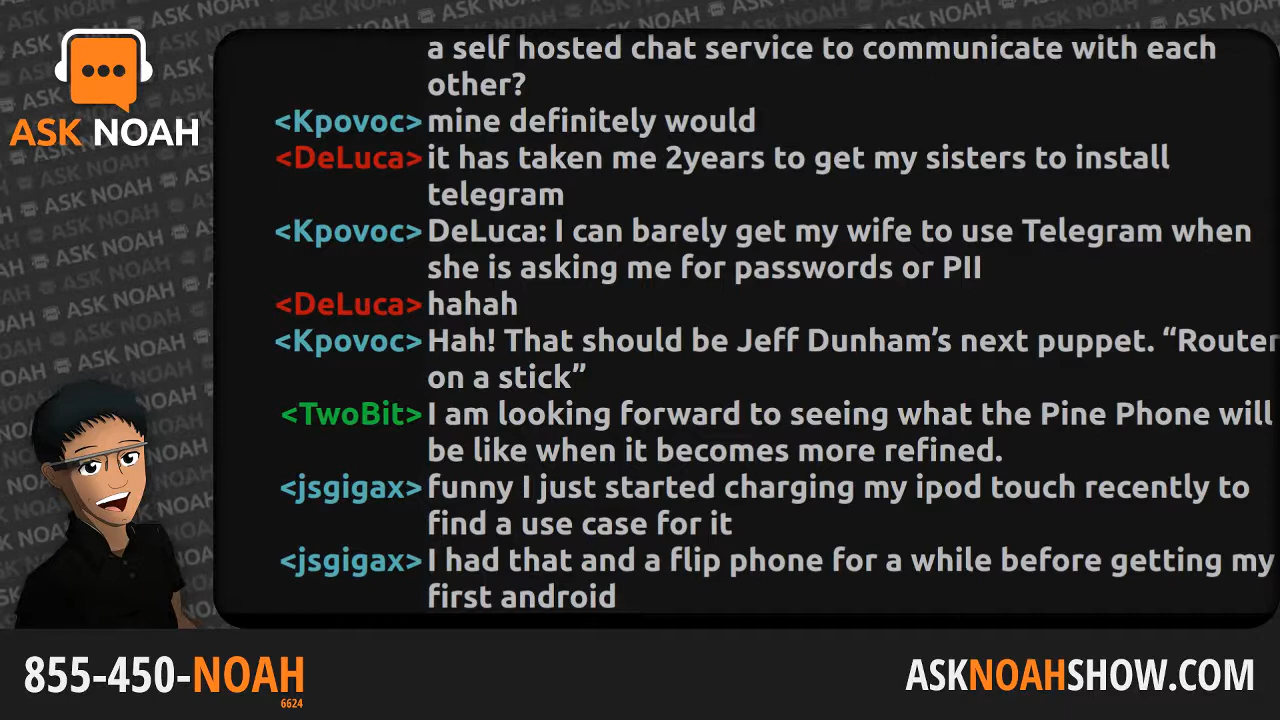 ASK NOAH
a self hosted chat service to communicate with each
other?
<Kpovoc> mine definitely would
<DeLuca> it has taken me 2years to get my sisters to install
telegram
<Kpovoc> DeLuca: I can barely get my wife to use Telegram when
she is asking me for passwords or PII
<DeLuca> hahah
<Kpovoc> Hah! That should be Jeff Dunham’s next puppet. “Router
on a stick”
<TwoBit> I am looking forward to seeing what the Pine Phone will
be like when it becomes more refined.
<jsgigax> funny I just started charging my ipod touch recently to
find a use case for it
<jsgigax> I had that and a flip phone for a while before getting my
first android
855-450-NOAH
6624
ASKNOAHSHOW.COM